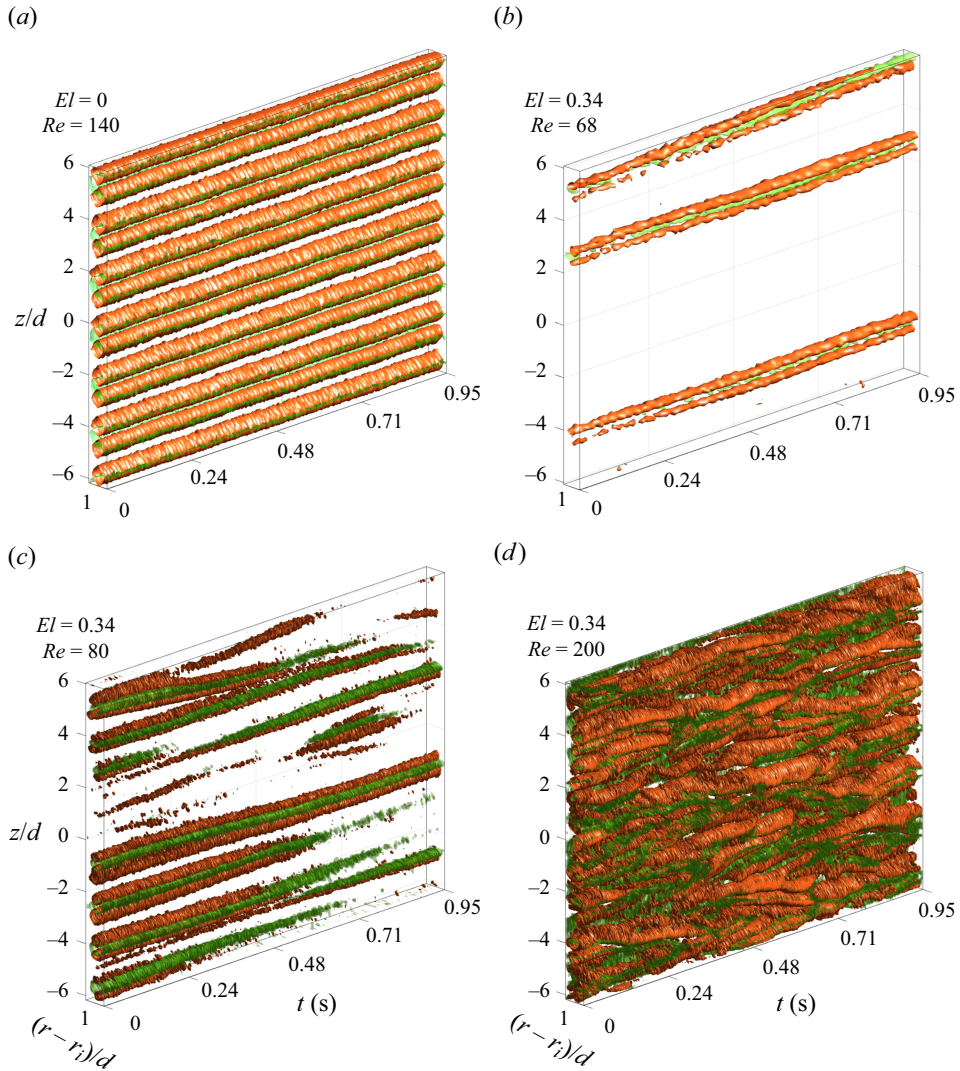 (a)
El = 0
Re = 140
6
4
2
0
z/d
−2
−4
−6
1
0
0.24
0.48
0.71
0.95
(b)
El = 0.34
Re = 68
6
4
2
0
−2
−4
−6
1
0
0.24
0.48
0.71
0.95
(c)
El = 0.34
Re = 80
6
4
2
0
z/d
−2
−4
−6
1
0
0.24
0.48
0.71
0.95
t (s)
(r – r_i)/d
(d)
El = 0.34
Re = 200
6
4
2
0
−2
−4
−6
1
0
0.24
0.48
0.71
0.95
t (s)
(r – r_i)/d